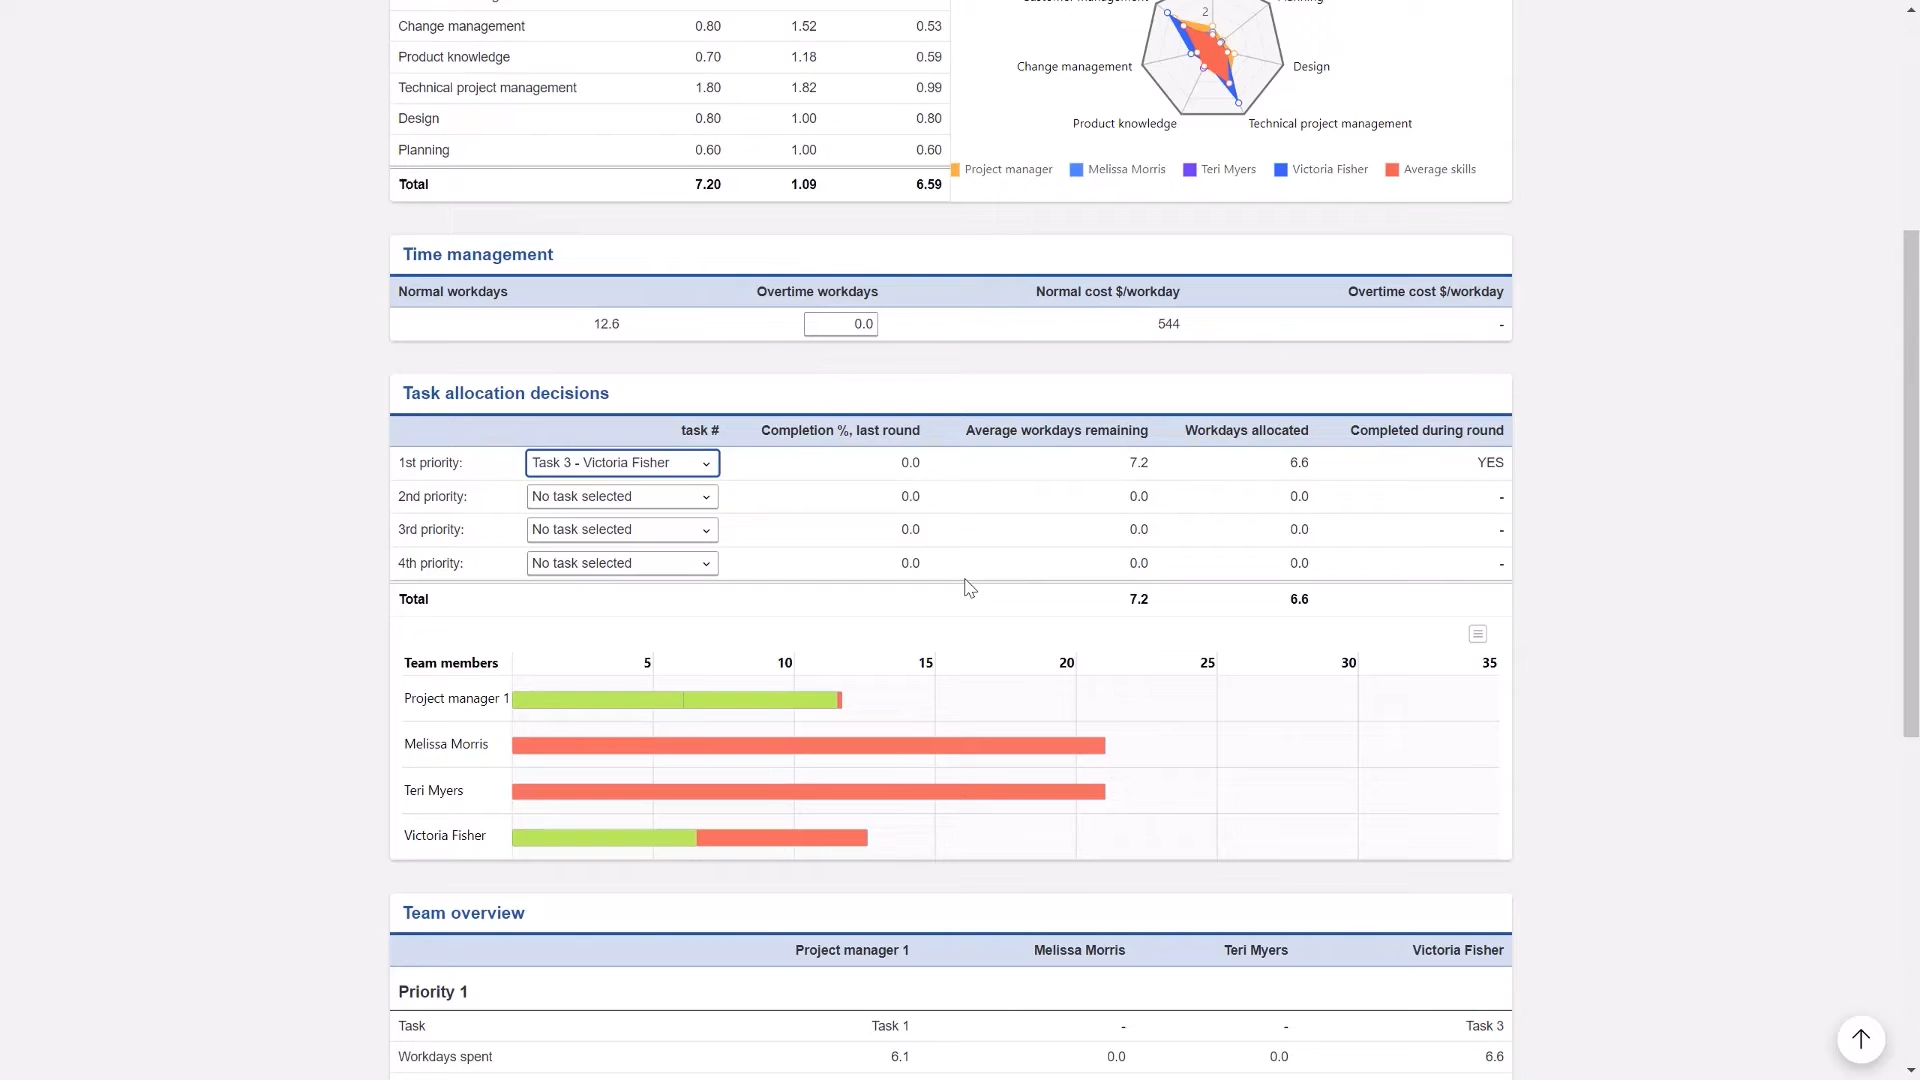 Change management 0.80 1.52 0.53
Product knowledge 0.70 1.18 0.59
Technical project management 1.80 1.82 0.99
Design 0.80 1.00 0.80
Planning 0.60 1.00 0.60
Total 7.20 1.09 6.59
2
Change management
Design
Product knowledge
Technical project management
Project manager Melissa Morris Teri Myers Victoria Fisher Average skills
Time management
Normal workdays Overtime workdays Normal cost $/workday Overtime cost $/workday
12.6 0.0 544 -
Task allocation decisions
task # Completion %, last round Average workdays remaining Workdays allocated Completed during round
1st priority: Task 3 - Victoria Fisher 0.0 7.2 6.6 YES
2nd priority: No task selected 0.0 0.0 0.0 -
3rd priority: No task selected 0.0 0.0 0.0 -
4th priority: No task selected 0.0 0.0 0.0 -
Total 7.2 6.6
Team members 5 10 15 20 25 30 35
Project manager 1
Melissa Morris
Teri Myers
Victoria Fisher
Team overview
Project manager 1 Melissa Morris Teri Myers Victoria Fisher
Priority 1
Task Task 1 - - Task 3
Workdays spent 6.1 0.0 0.0 6.6